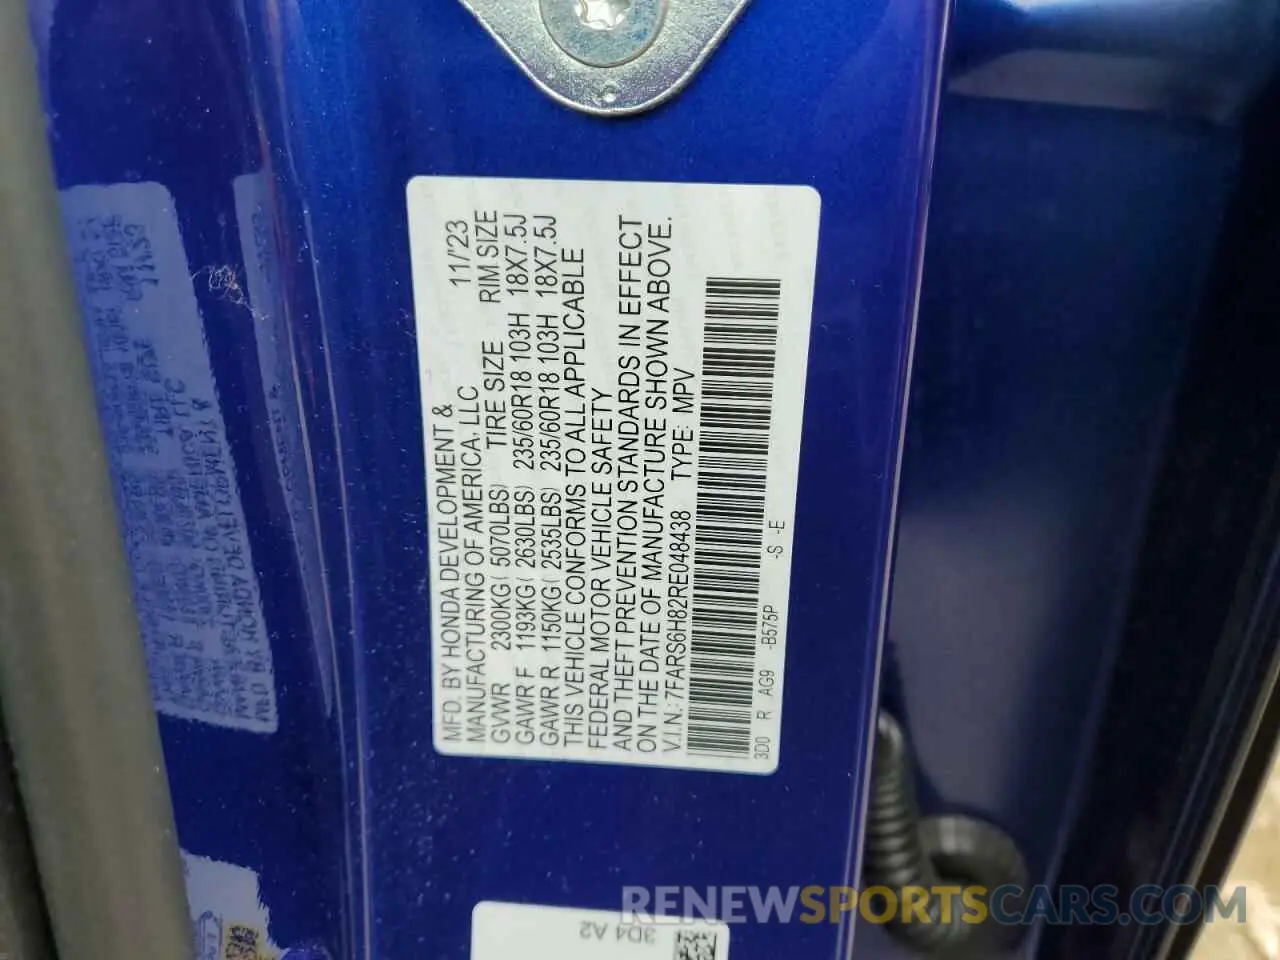 MFD. BY HONDA DEVELOPMENT & 11/'23
MANUFACTURING OF AMERICA, LLC
GVWR 2300KG( 5070LBS) TIRE SIZE RIM SIZE
GAWR F 1193KG( 2630LBS) 235/60R18 103H 18X7.5J
GAWR R 1150KG( 2535LBS) 235/60R18 103H 18X7.5J
THIS VEHICLE CONFORMS TO ALL APPLICABLE
FEDERAL MOTOR VEHICLE SAFETY
AND THEFT PREVENTION STANDARDS IN EFFECT
ON THE DATE OF MANUFACTURE SHOWN ABOVE.
V.I.N.: 7FARS6H82RE048438 TYPE: MPV
3D0 R AG9 -B575P -S -E
3D4 A2
RENEWSPORTSCARS.COM